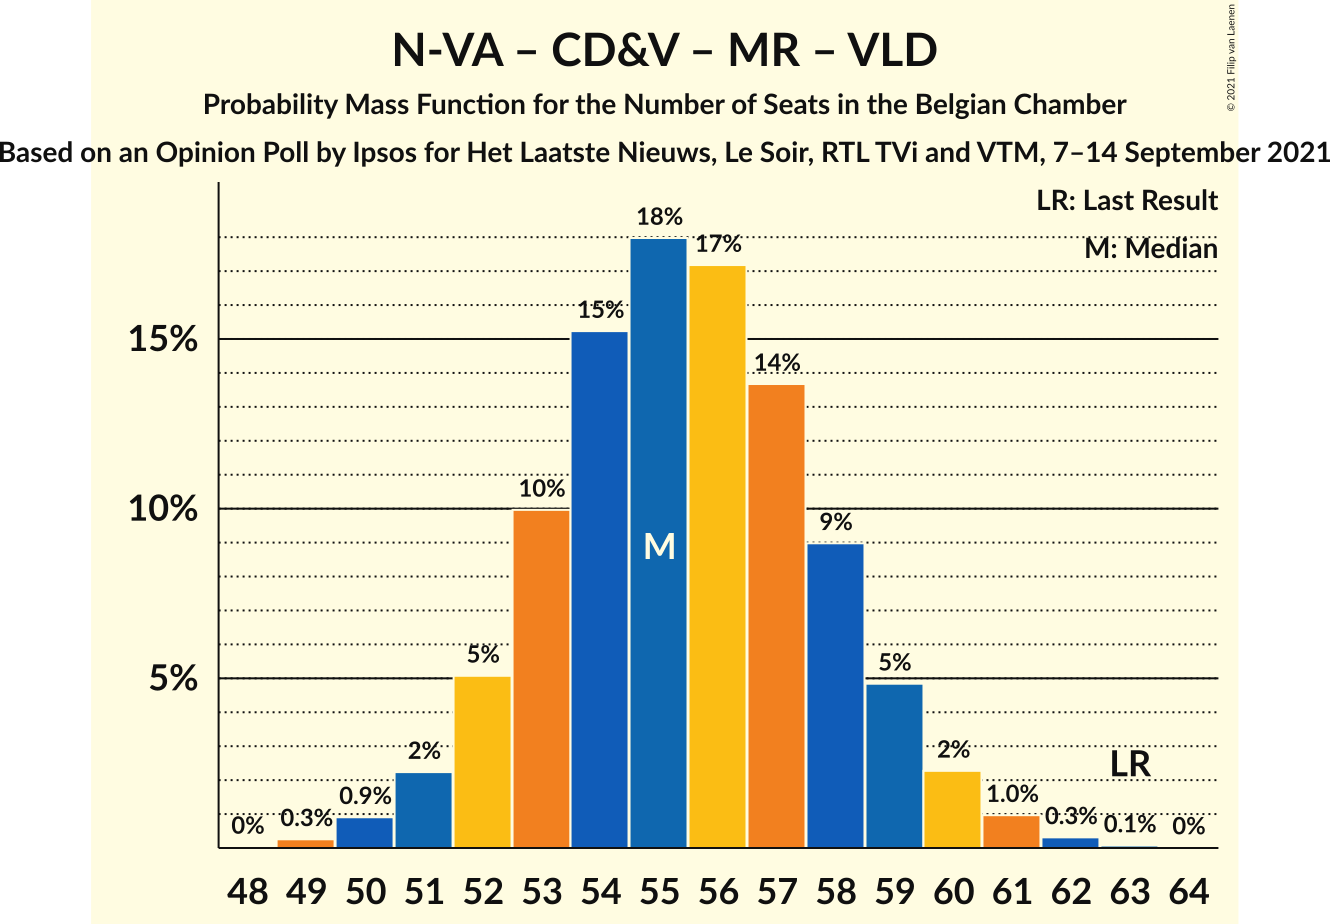 N-VA – CD&V – MR – VLD
Probability Mass Function for the Number of Seats in the Belgian Chamber
Based on an Opinion Poll by Ipsos for Het Laatste Nieuws, Le Soir, RTL TVi and VTM, 7–14 September 2021
© 2021 Filip van Laenen
LR: Last Result
M: Median
15%
10%
5%
0%
0.3%
0.9%
2%
5%
10%
15%
18%
17%
14%
9%
5%
2%
1.0%
0.3%
0.1%
0%
M
LR
48 49 50 51 52 53 54 55 56 57 58 59 60 61 62 63 64